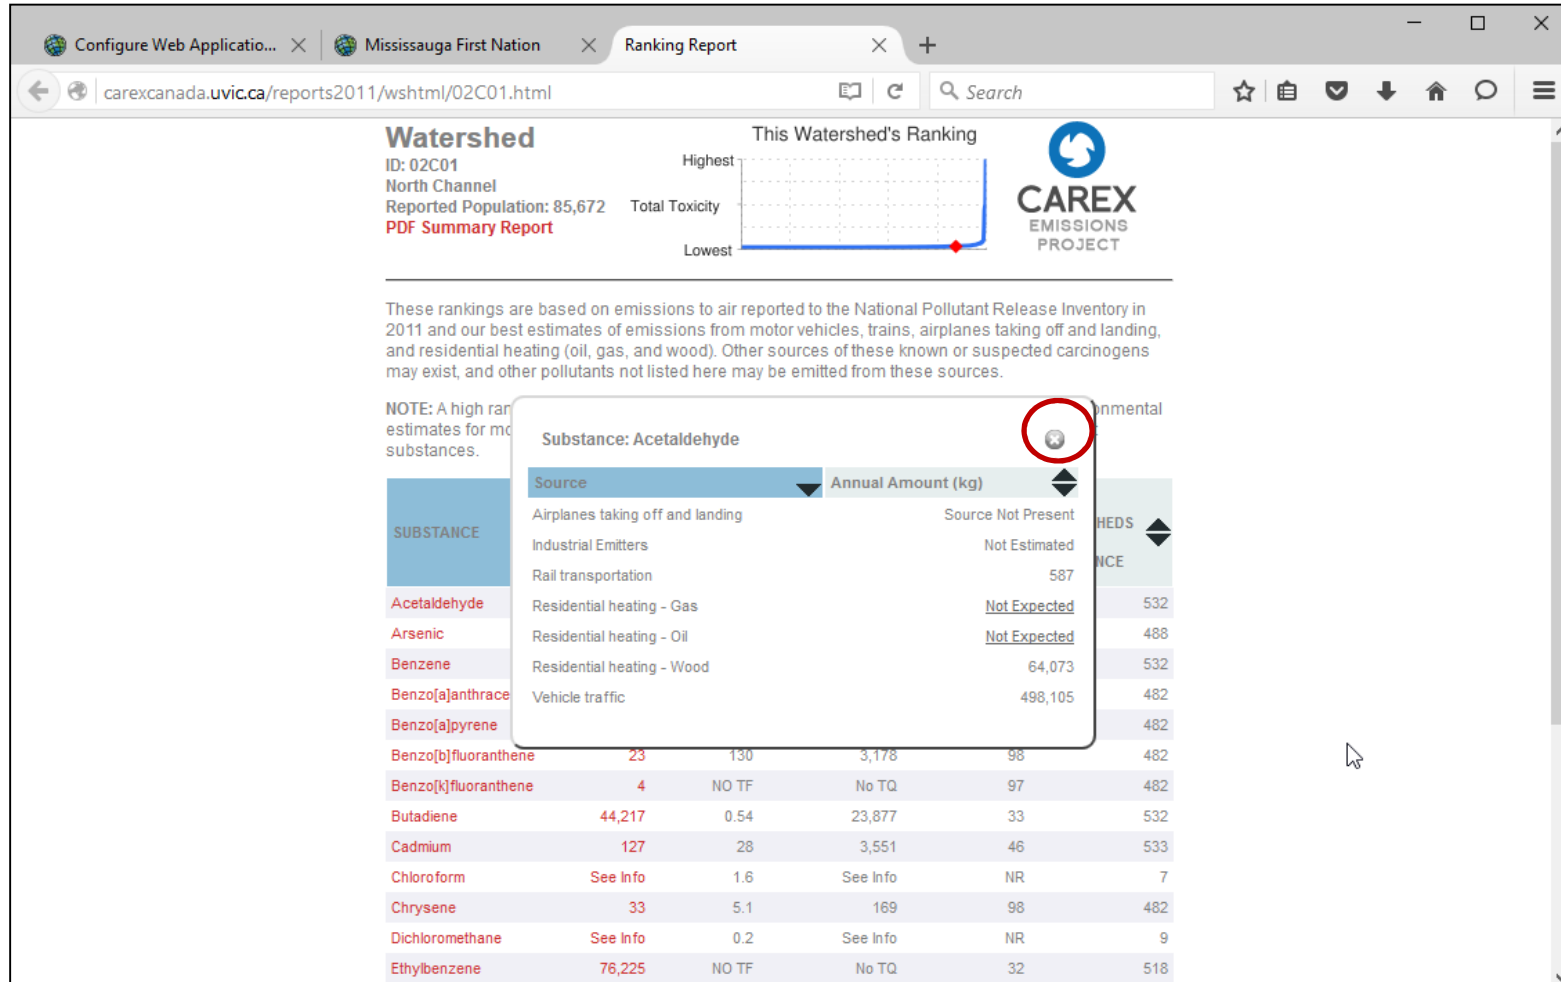 Configure Web Applicatio...
Mississauga First Nation
Ranking Report
carexcanada.uvic.ca/reports2011/wshtml/02C01.html
Search
Watershed
ID: 02C01
North Channel
Reported Population: 85,672
PDF Summary Report
This Watershed's Ranking
Highest
Total Toxicity
Lowest
CAREX
EMISSIONS
PROJECT
These rankings are based on emissions to air reported to the National Pollutant Release Inventory in
2011 and our best estimates of emissions from motor vehicles, trains, airplanes taking off and landing,
and residential heating (oil, gas, and wood). Other sources of these known or suspected carcinogens
may exist, and other pollutants not listed here may be emitted from these sources.
NOTE: A high ran onmental
estimates for mo
substances.
Substance: Acetaldehyde
Source Annual Amount (kg)
Airplanes taking off and landing Source Not Present
Industrial Emitters Not Estimated
Rail transportation 587
Residential heating - Gas Not Expected
Residential heating - Oil Not Expected
Residential heating - Wood 64,073
Vehicle traffic 498,105
SUBSTANCE HEDS
NCE
Acetaldehyde 532
Arsenic 488
Benzene 532
Benzo[a]anthrace 482
Benzo[a]pyrene 482
Benzo[b]fluoranthene 23 130 3,178 98 482
Benzo[k]fluoranthene 4 NO TF No TQ 97 482
Butadiene 44,217 0.54 23,877 33 532
Cadmium 127 28 3,551 46 533
Chloroform See Info 1.6 See Info NR 7
Chrysene 33 5.1 169 98 482
Dichloromethane See Info 0.2 See Info NR 9
Ethylbenzene 76,225 NO TF No TQ 32 518